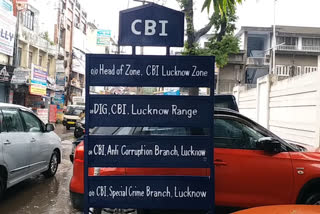 CBI
O/o Head of Zone, CBI Lucknow Zone
DIG, CBI, Lucknow Range
O/o CBI, Anti Corruption Branch, Lucknow
O/o CBI, Special Crime Branch, Lucknow